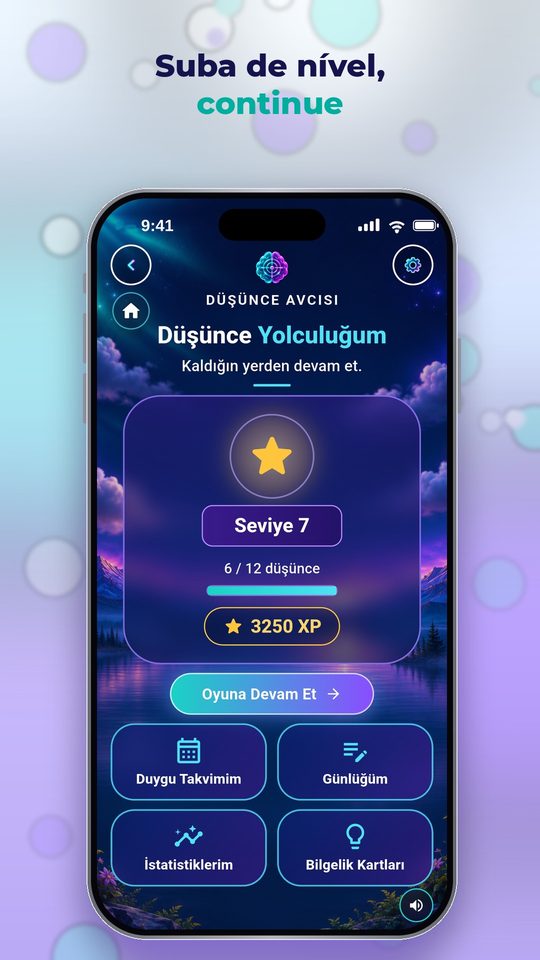 Suba de nível,
continue
9:41
DÜŞÜNCE AVCISI
Düşünce Yolculuğum
Kaldığın yerden devam et.
Seviye 7
6 / 12 düşünce
3250 XP
Oyuna Devam Et →
Duygu Takvimim
Günlüğüm
İstatistiklerim
Bilgelik Kartları